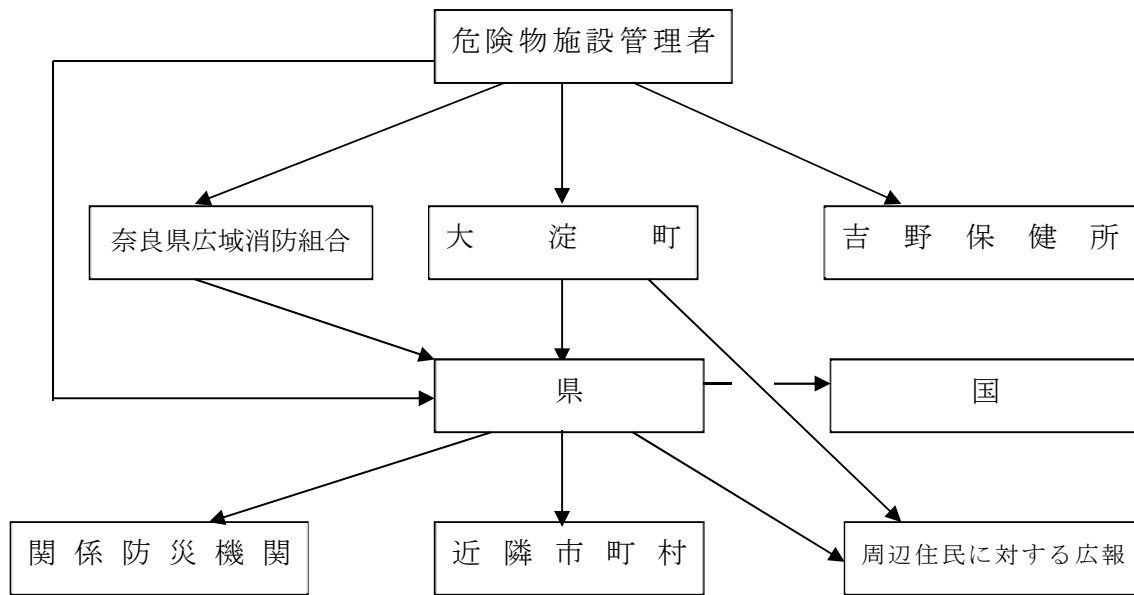 危険物施設管理者
奈良県広域消防組合
大淀町
吉野保健所
県
国
関係防災機関
近隣市町村
周辺住民に対する広報